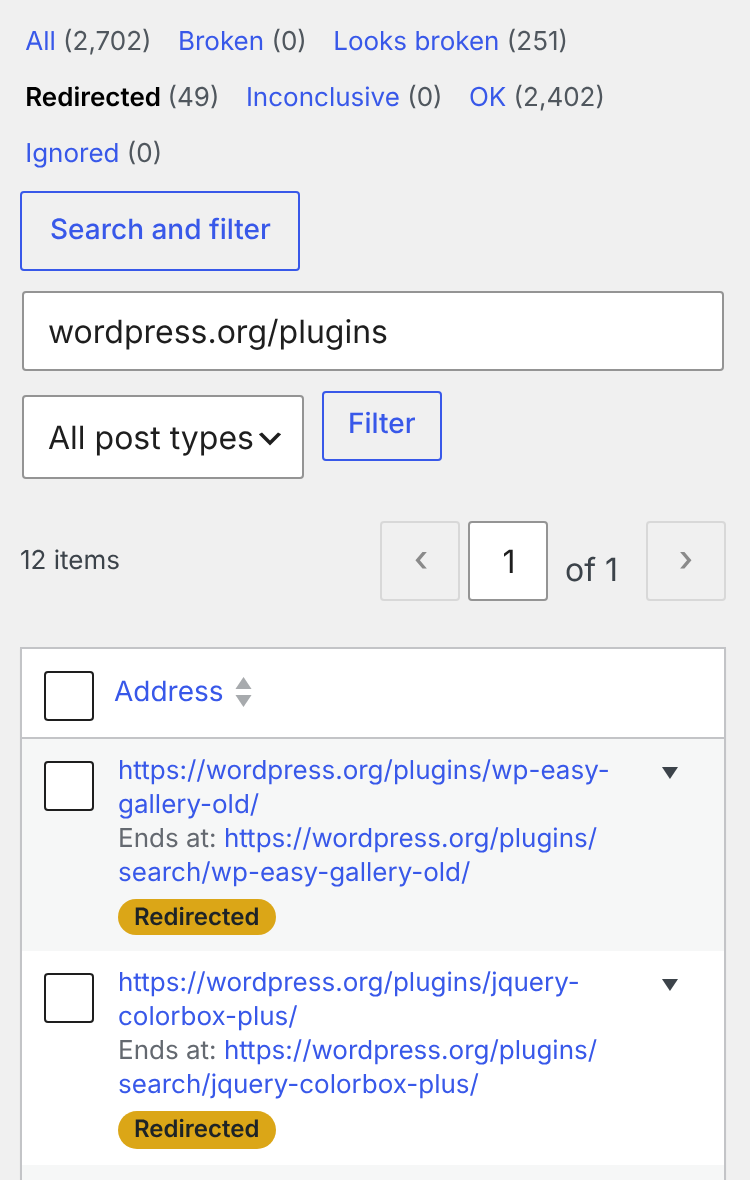 All (2,702) Broken (0) Looks broken (251)
Redirected (49) Inconclusive (0) OK (2,402)
Ignored (0)
Search and filter
wordpress.org/plugins
All post types Filter
12 items ‹ 1 of 1 ›
Address
https://wordpress.org/plugins/wp-easy-
gallery-old/
Ends at: https://wordpress.org/plugins/
search/wp-easy-gallery-old/
Redirected
https://wordpress.org/plugins/jquery-
colorbox-plus/
Ends at: https://wordpress.org/plugins/
search/jquery-colorbox-plus/
Redirected